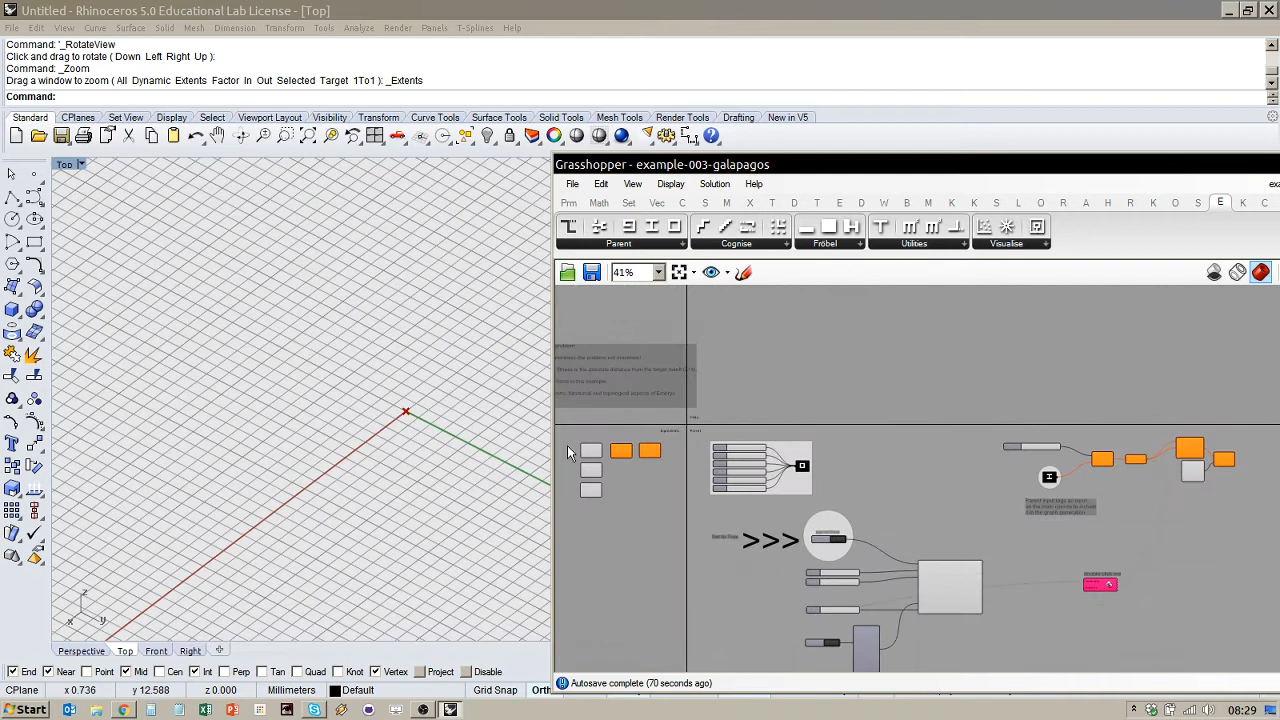 Untitled - Rhinoceros 5.0 Educational Lab License - [Top]
File Edit View Curve Surface Solid Mesh Dimension Transform Tools Analyze Render Panels T-Splines Help
Command: '_RotateView
Click and drag to rotate ( Down Left Right Up ):
Command: _Zoom
Drag a window to zoom ( All Dynamic Extents Factor In Out Selected Target 1To1 ): _Extents
Command:
Standard CPlanes Set View Display Select Viewport Layout Visibility Transform Curve Tools Surface Tools Solid Tools Mesh Tools Render Tools Drafting New in V5
Top
Grasshopper - example-003-galapagos
File Edit View Display Solution Help
Prm Math Set Vec C S M X T D T D W B M K S U L O R A H R K O S E K C
Parent Cognise Fröbel Utilities Visualise
41%
>>>
z
x y
Perspective Top Front Right
End Near Point Mid Cen Int Perp Tan Quad Knot Vertex Project Disable
Autosave complete (70 seconds ago)
CPlane x 0.736 y 12.588 z 0.000 Millimeters Default Grid Snap
Start 08:29